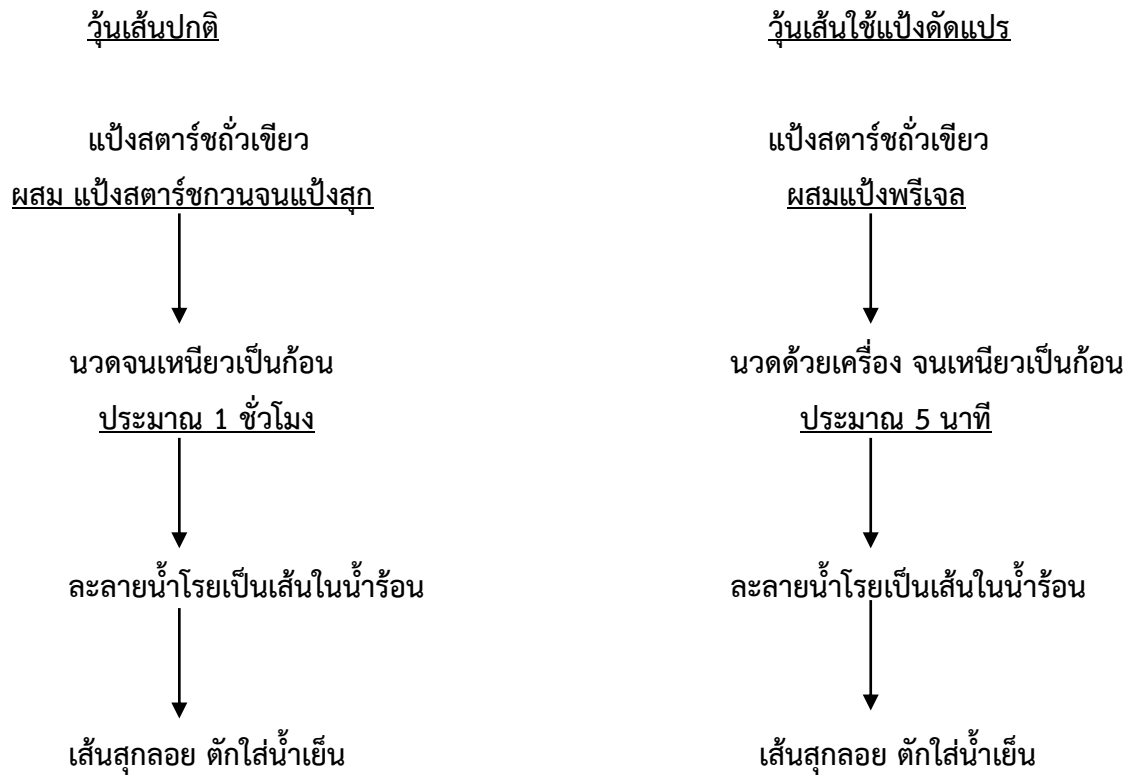 วุ้นเส้นปกติ
แป้งสตาร์ชถั่วเขียว
ผสม แป้งสตาร์ชกวนจนแป้งสุก
นวดจนเหนียวเป็นก้อน
ประมาณ 1 ชั่วโมง
ละลายน้ำโรยเป็นเส้นในน้ำร้อน
เส้นสุกลอย ตักใส่น้ำเย็น
วุ้นเส้นใช้แป้งดัดแปร
แป้งสตาร์ชถั่วเขียว
ผสมแป้งพรีเจล
นวดด้วยเครื่อง จนเหนียวเป็นก้อน
ประมาณ 5 นาที
ละลายน้ำโรยเป็นเส้นในน้ำร้อน
เส้นสุกลอย ตักใส่น้ำเย็น